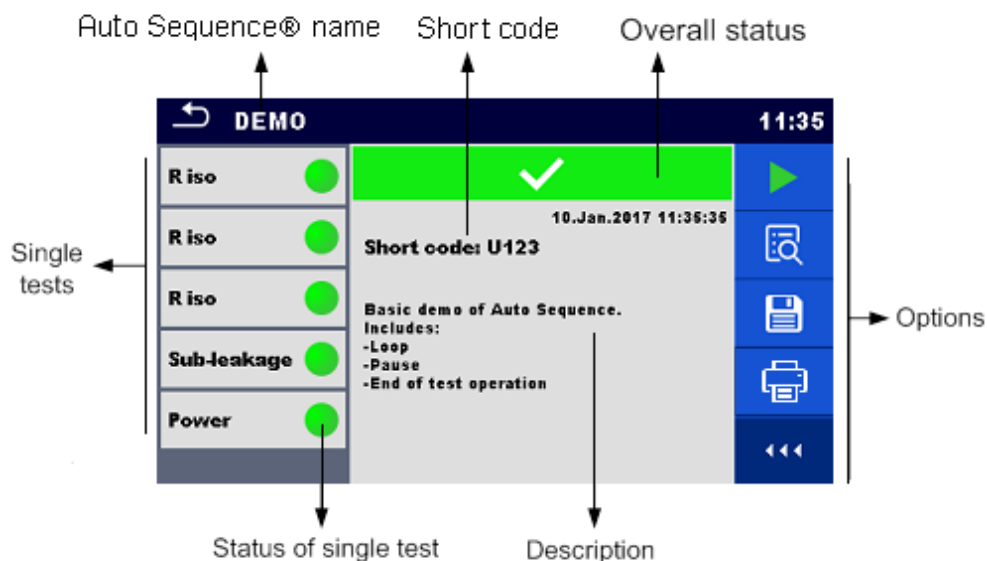 Auto Sequence® name
Short code
Overall status
DEMO
11:35
R iso
R iso
R iso
Sub-leakage
Power
10.Jan.2017 11:35:35
Short code: U123
Basic demo of Auto Sequence.
Includes:
-Loop
-Pause
-End of test operation
Single
tests
Options
Status of single test
Description